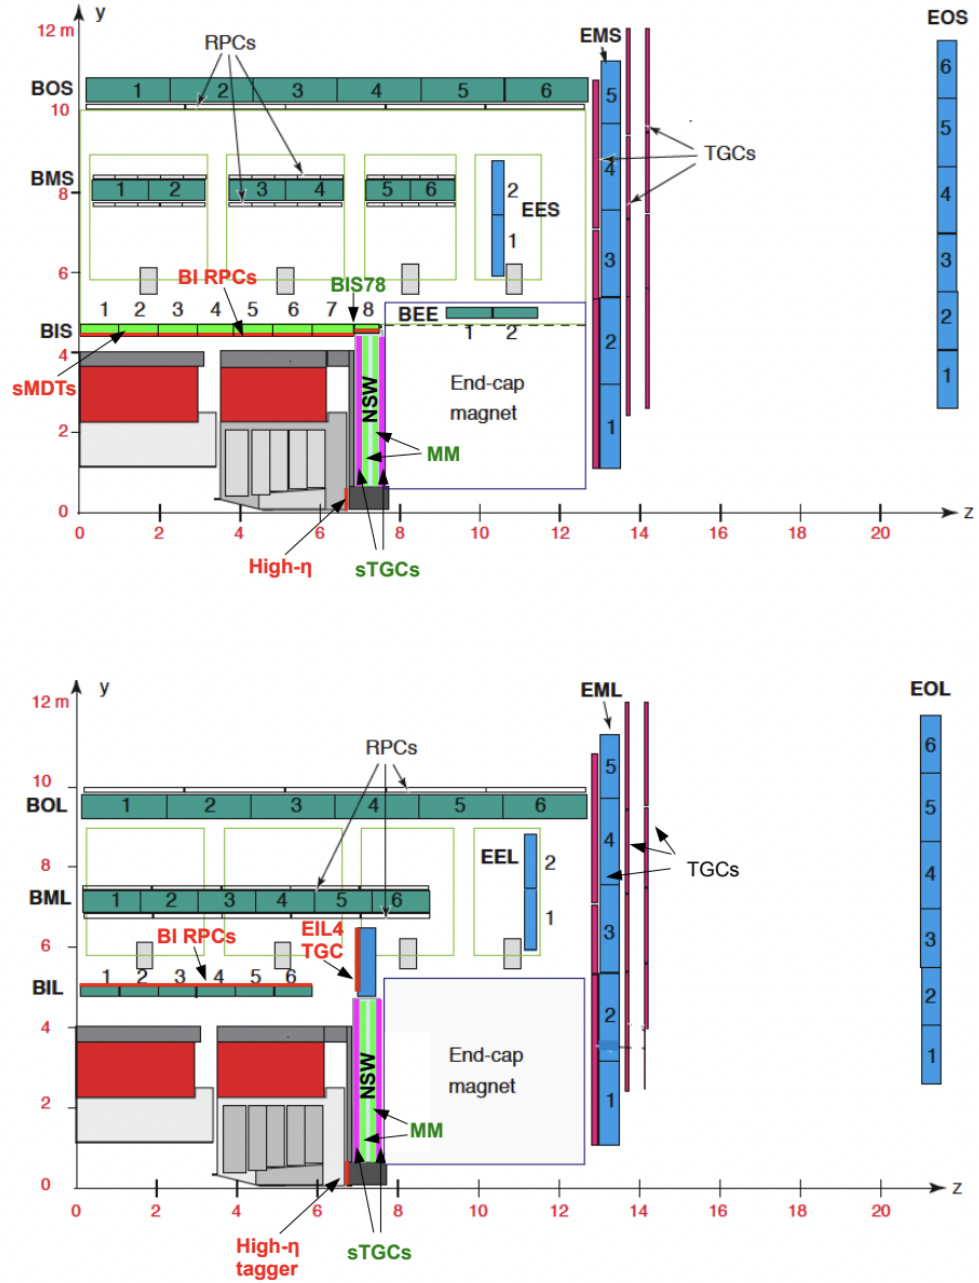 y
12 m
EOS
EMS
RPCs
6
BOS
1 2 3 4 5 6
5
10
5
TGCs
4
4
BMS
1 2 3 4 5 6
2
8
EES
3
1
3
6
BI RPCs
BIS78
2
1 2 3 4 5 6 7 8
BEE
BIS
1 2
2
4
1
sMDTs
End-cap
magnet
NSW
2
1
MM
0
z
0 2 4 6 8 10 12 14 16 18 20
High-η
sTGCs
y
EML
EOL
12 m
RPCs
6
5
10
BOL
1 2 3 4 5 6
5
4
EEL
2
TGCs
8
4
BML
1 2 3 4 5 6
1
EIL4
TGC
BI RPCs
3
3
6
1 2 3 4 5 6
BIL
2
2
4
End-cap
magnet
1
NSW
1
2
MM
0
z
0 2 4 6 8 10 12 14 16 18 20
High-η
tagger
sTGCs